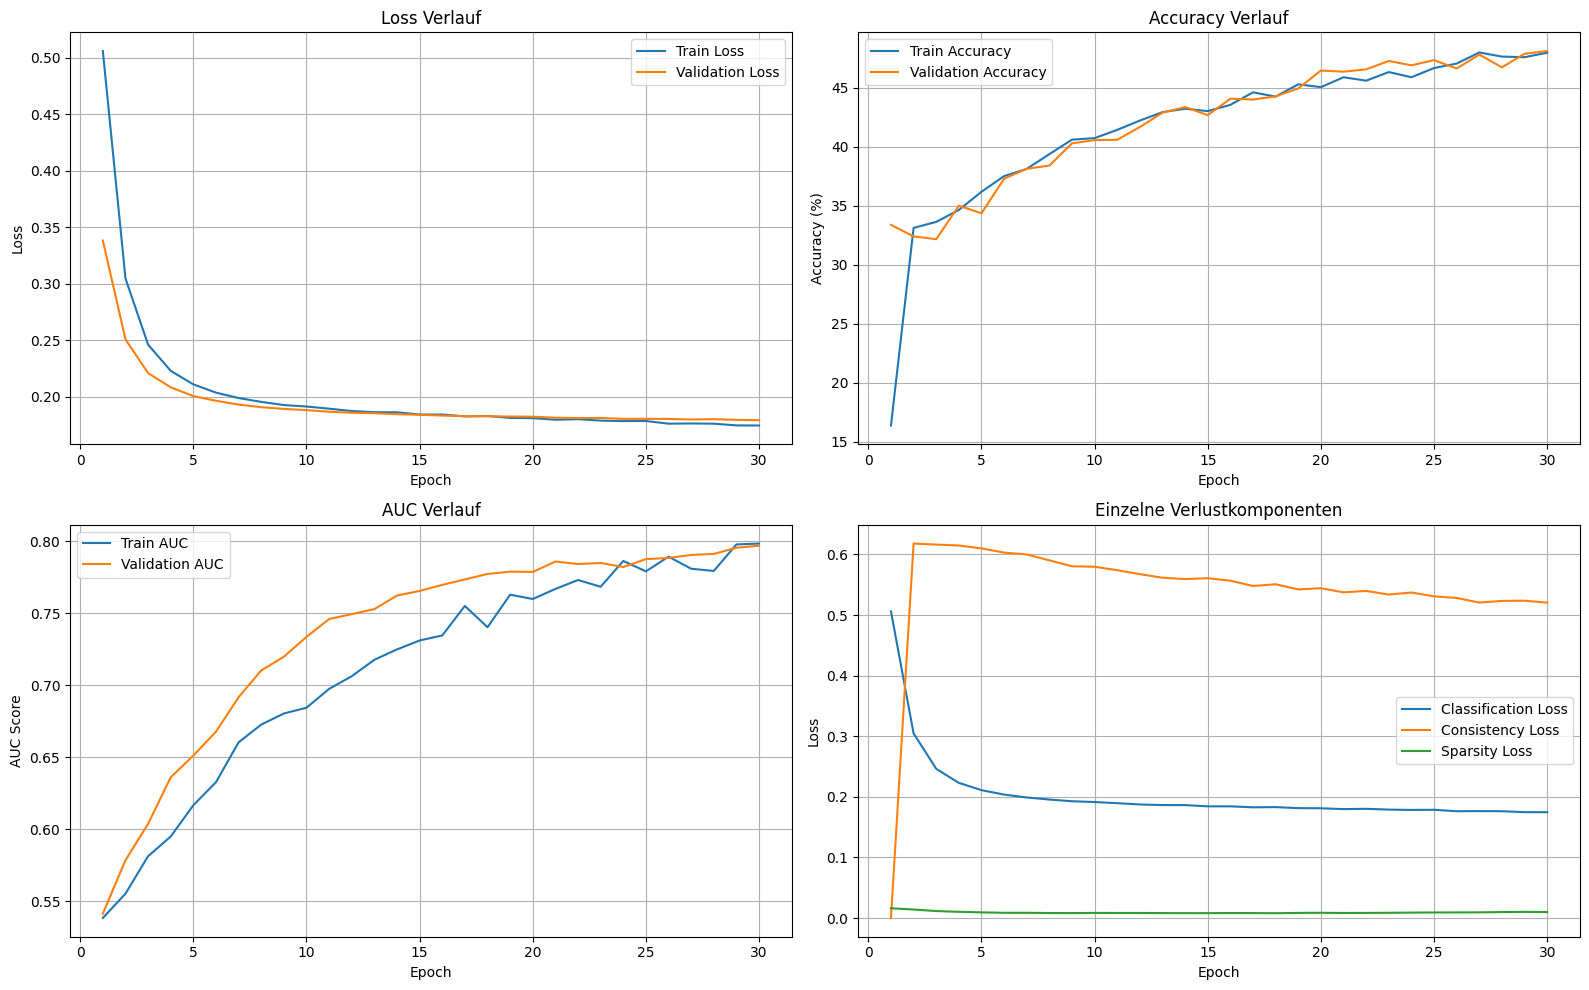 Loss Verlauf
Train Loss
Validation Loss
Loss
0.50
0.45
0.40
0.35
0.30
0.25
0.20
0 5 10 15 20 25 30
Epoch
Accuracy Verlauf
Train Accuracy
Validation Accuracy
Accuracy (%)
45
40
35
30
25
20
15
0 5 10 15 20 25 30
Epoch
AUC Verlauf
Train AUC
Validation AUC
AUC Score
0.80
0.75
0.70
0.65
0.60
0.55
0 5 10 15 20 25 30
Epoch
Einzelne Verlustkomponenten
Classification Loss
Consistency Loss
Sparsity Loss
Loss
0.6
0.5
0.4
0.3
0.2
0.1
0.0
0 5 10 15 20 25 30
Epoch